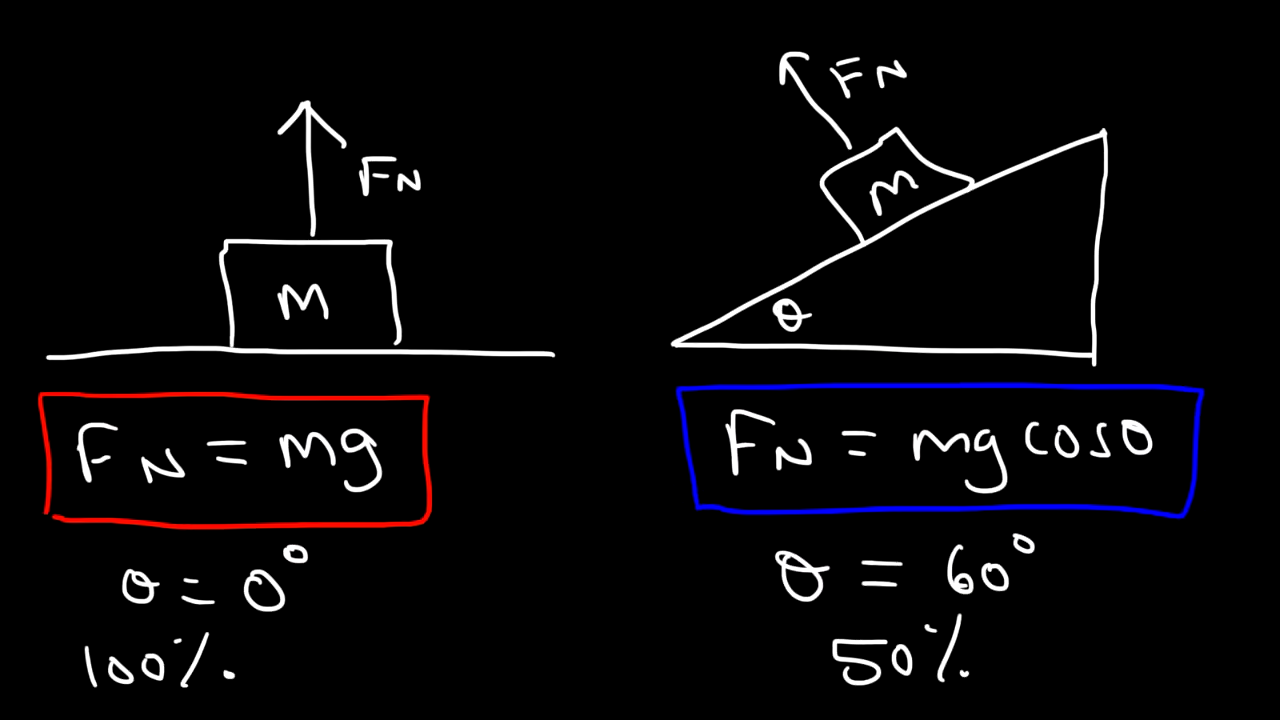 FN
M
FN = mg
θ = 0°
100%.
FN
m
θ
FN = mg cosθ
θ = 60°
50%.